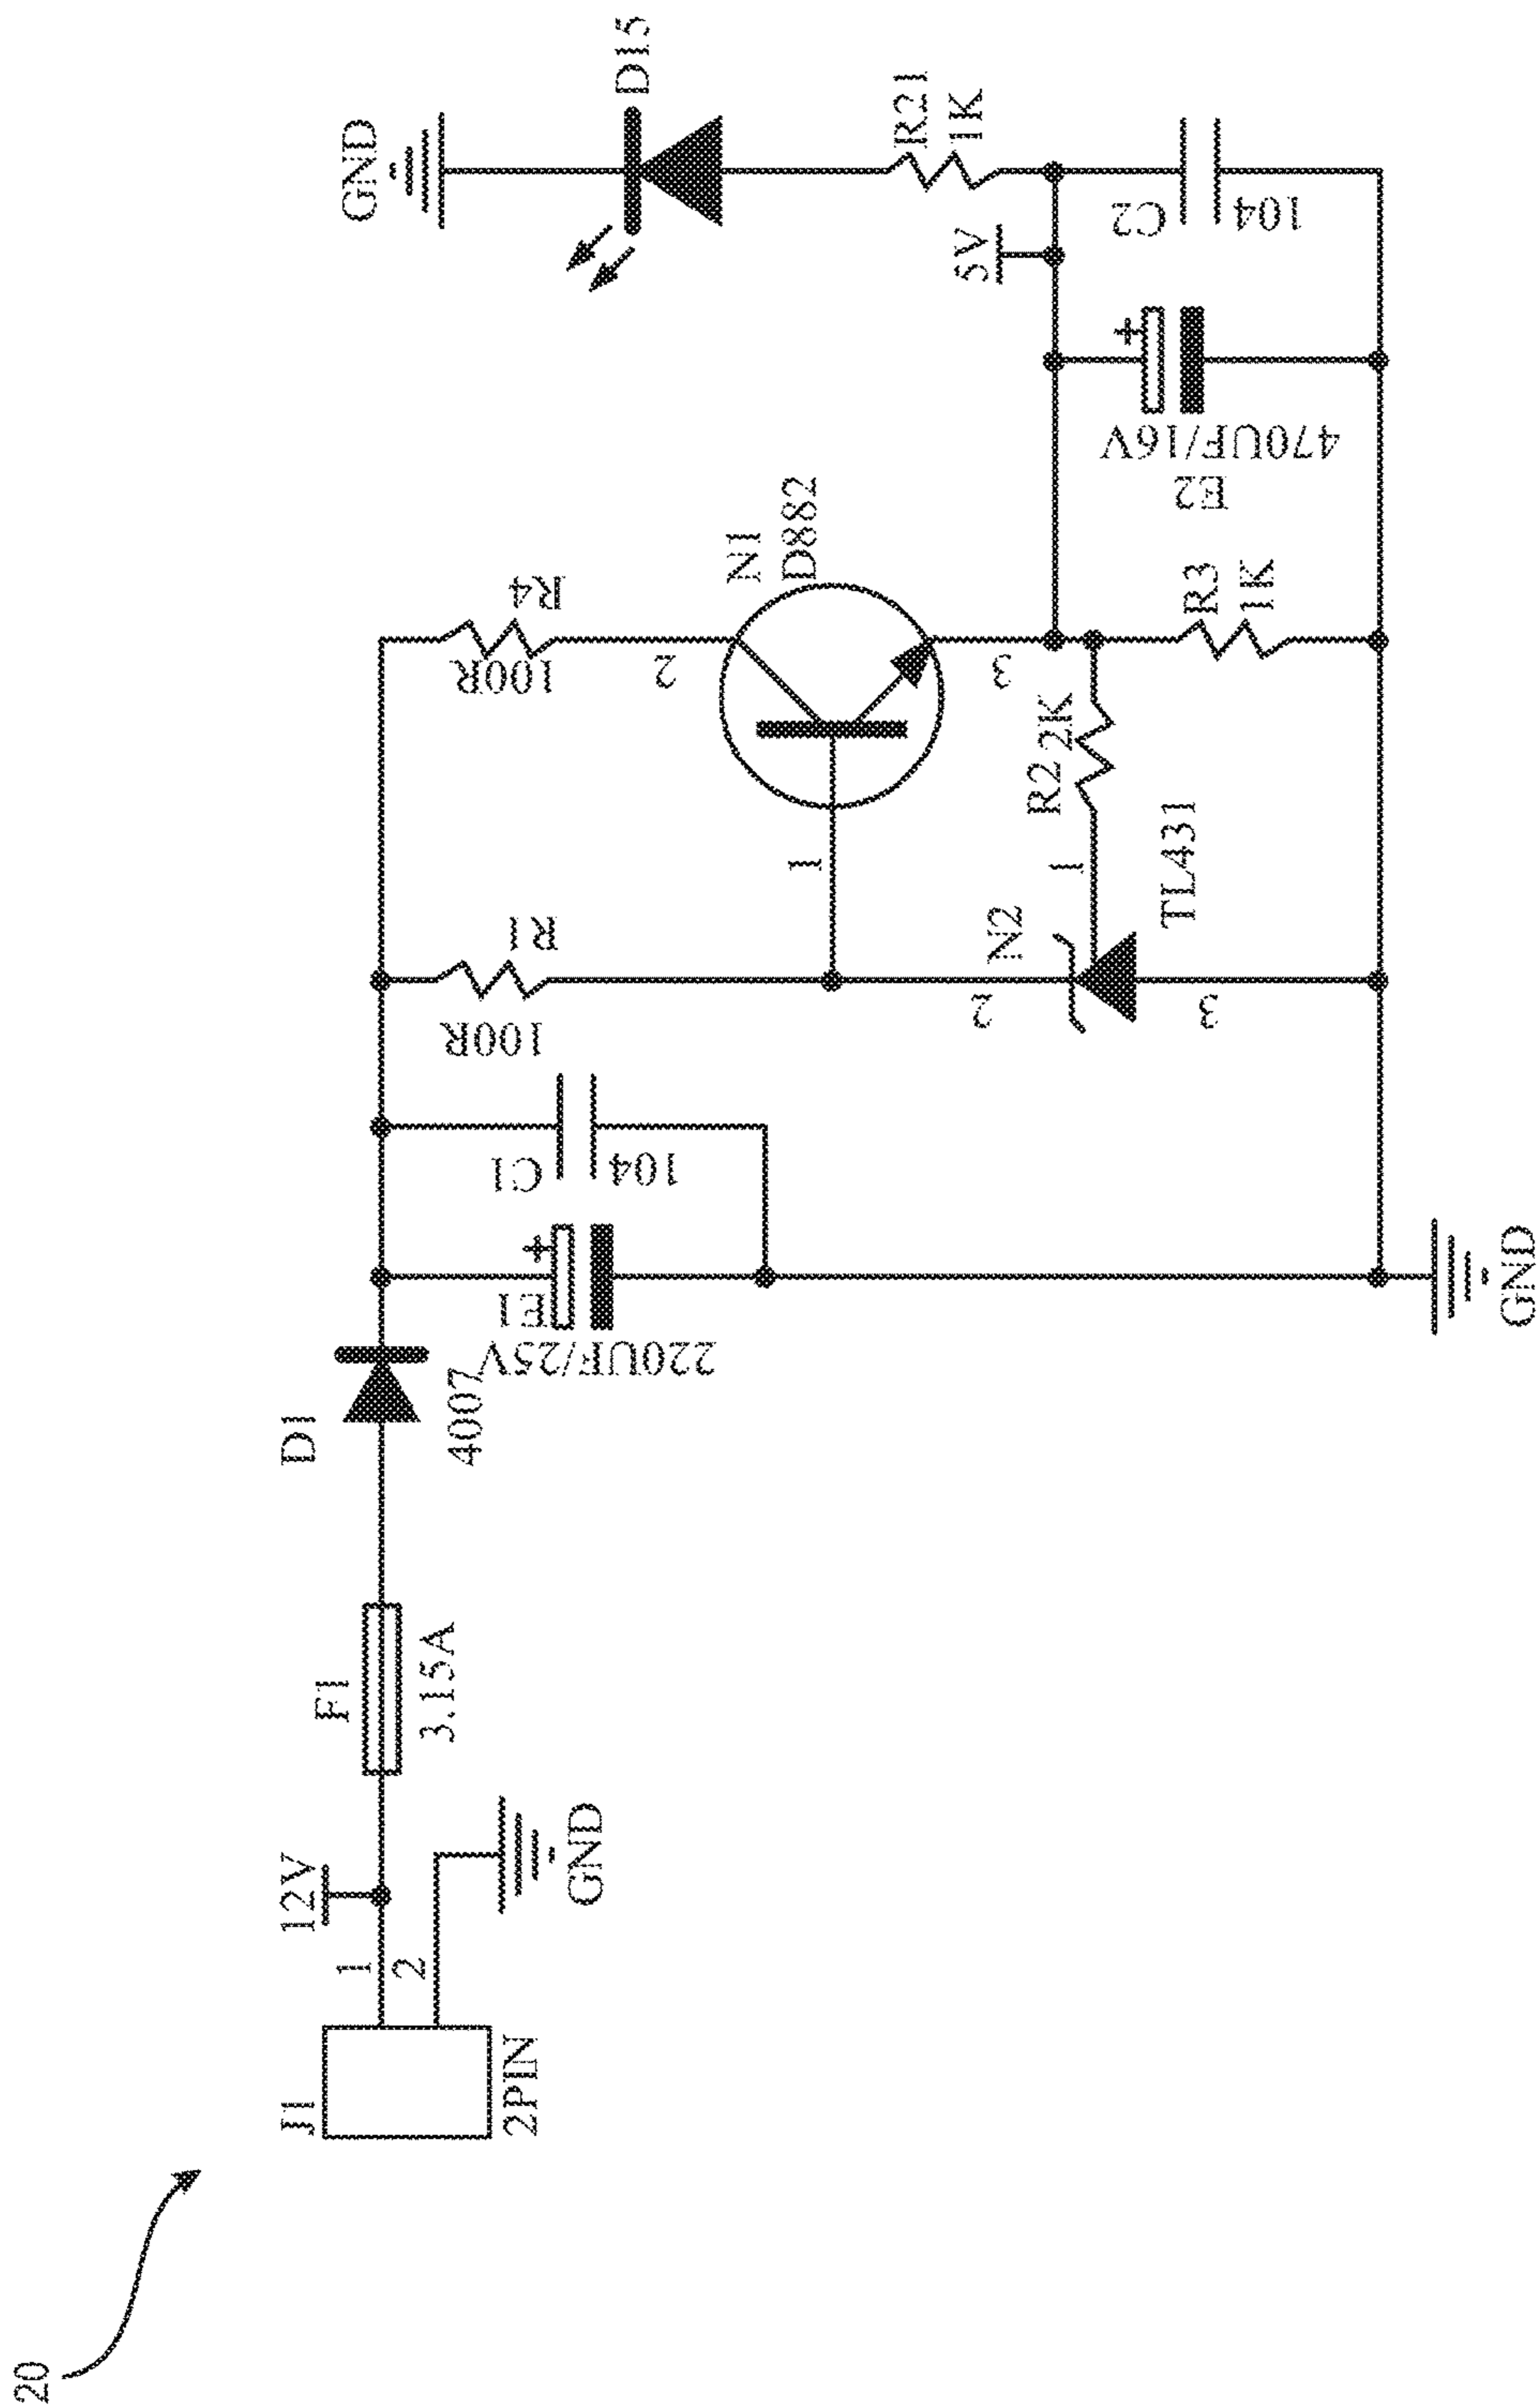 20
J1
2PIN
1
2
12V
GND
F1
3.15A
D1
4007
E1
220UF/25V
C1
104
GND
R1
100R
R4
100R
1
2
3
N1
D882
N2
2
1
3
TL431
R2
2K
R3
1K
E2
470UF/16V
5V
C2
104
R21
1K
D15
GND